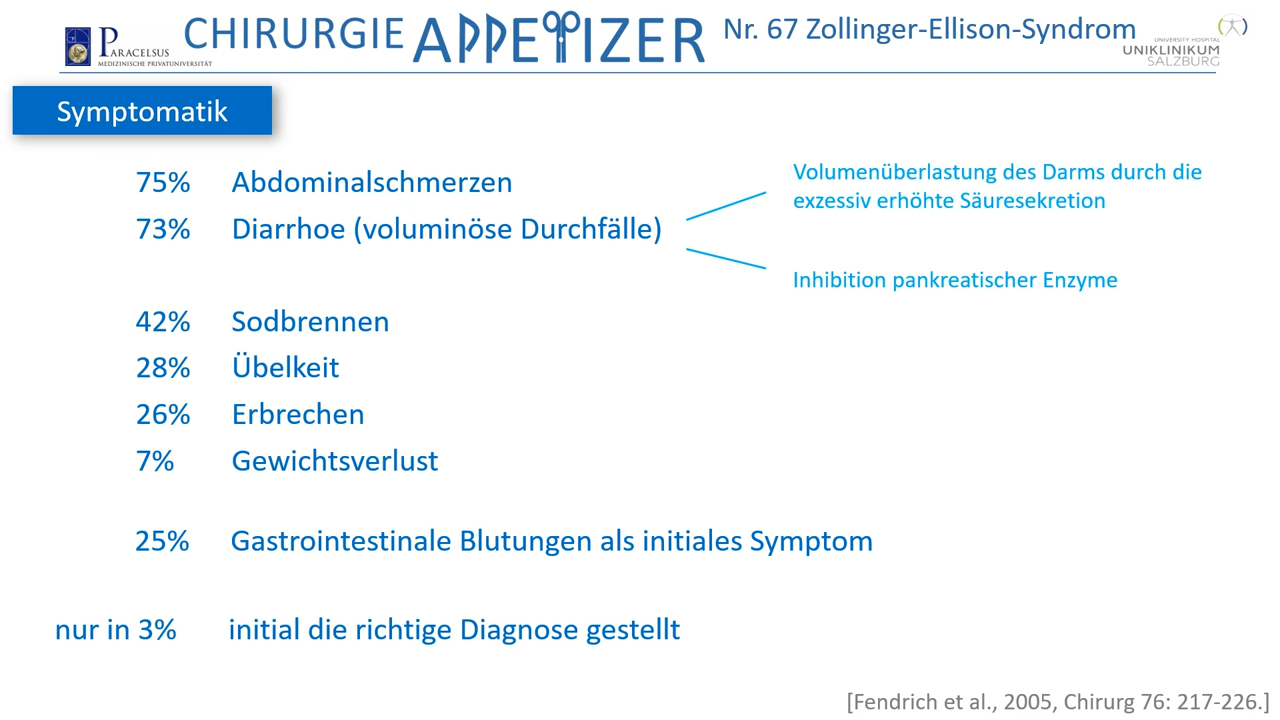 PARACELSUS
MEDIZINISCHE PRIVATUNIVERSITÄT
CHIRURGIE APPETIZER
Nr. 67 Zollinger-Ellison-Syndrom
UNIVERSITY HOSPITAL
UNIKLINIKUM
SALZBURG
Symptomatik
75% Abdominalschmerzen
73% Diarrhoe (voluminöse Durchfälle)
Volumenüberlastung des Darms durch die
exzessiv erhöhte Säuresekretion
Inhibition pankreatischer Enzyme
42% Sodbrennen
28% Übelkeit
26% Erbrechen
7% Gewichtsverlust
25% Gastrointestinale Blutungen als initiales Symptom
nur in 3% initial die richtige Diagnose gestellt
[Fendrich et al., 2005, Chirurg 76: 217-226.]